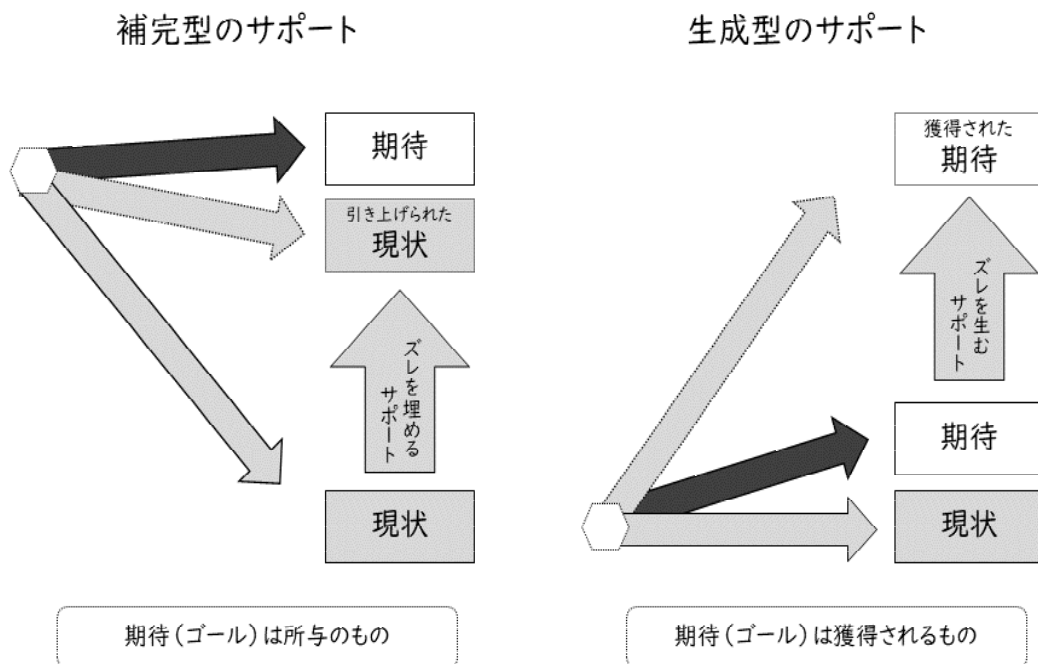 補完型のサポート
期待
引き上げられた
現状
ズレを埋める
サポート
現状
期待(ゴール)は所与のもの
生成型のサポート
獲得された
期待
ズレを生む
サポート
期待
現状
期待(ゴール)は獲得されるもの